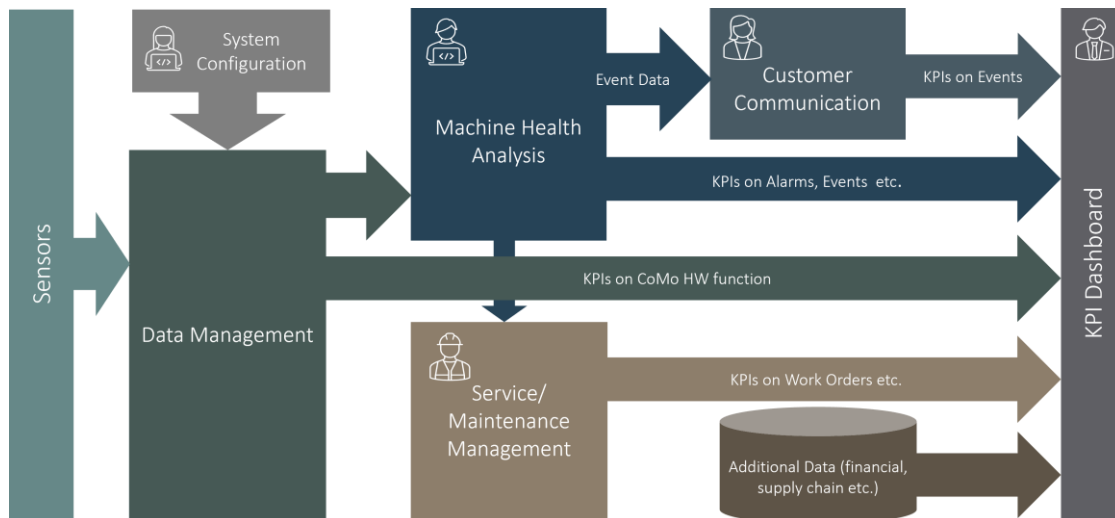 Sensors
System
Configuration
Data Management
Machine Health
Analysis
Event Data
Customer
Communication
KPIs on Events
KPIs on Alarms, Events etc.
KPIs on CoMo HW function
Service/
Maintenance
Management
KPIs on Work Orders etc.
Additional Data (financial,
supply chain etc.)
KPI Dashboard